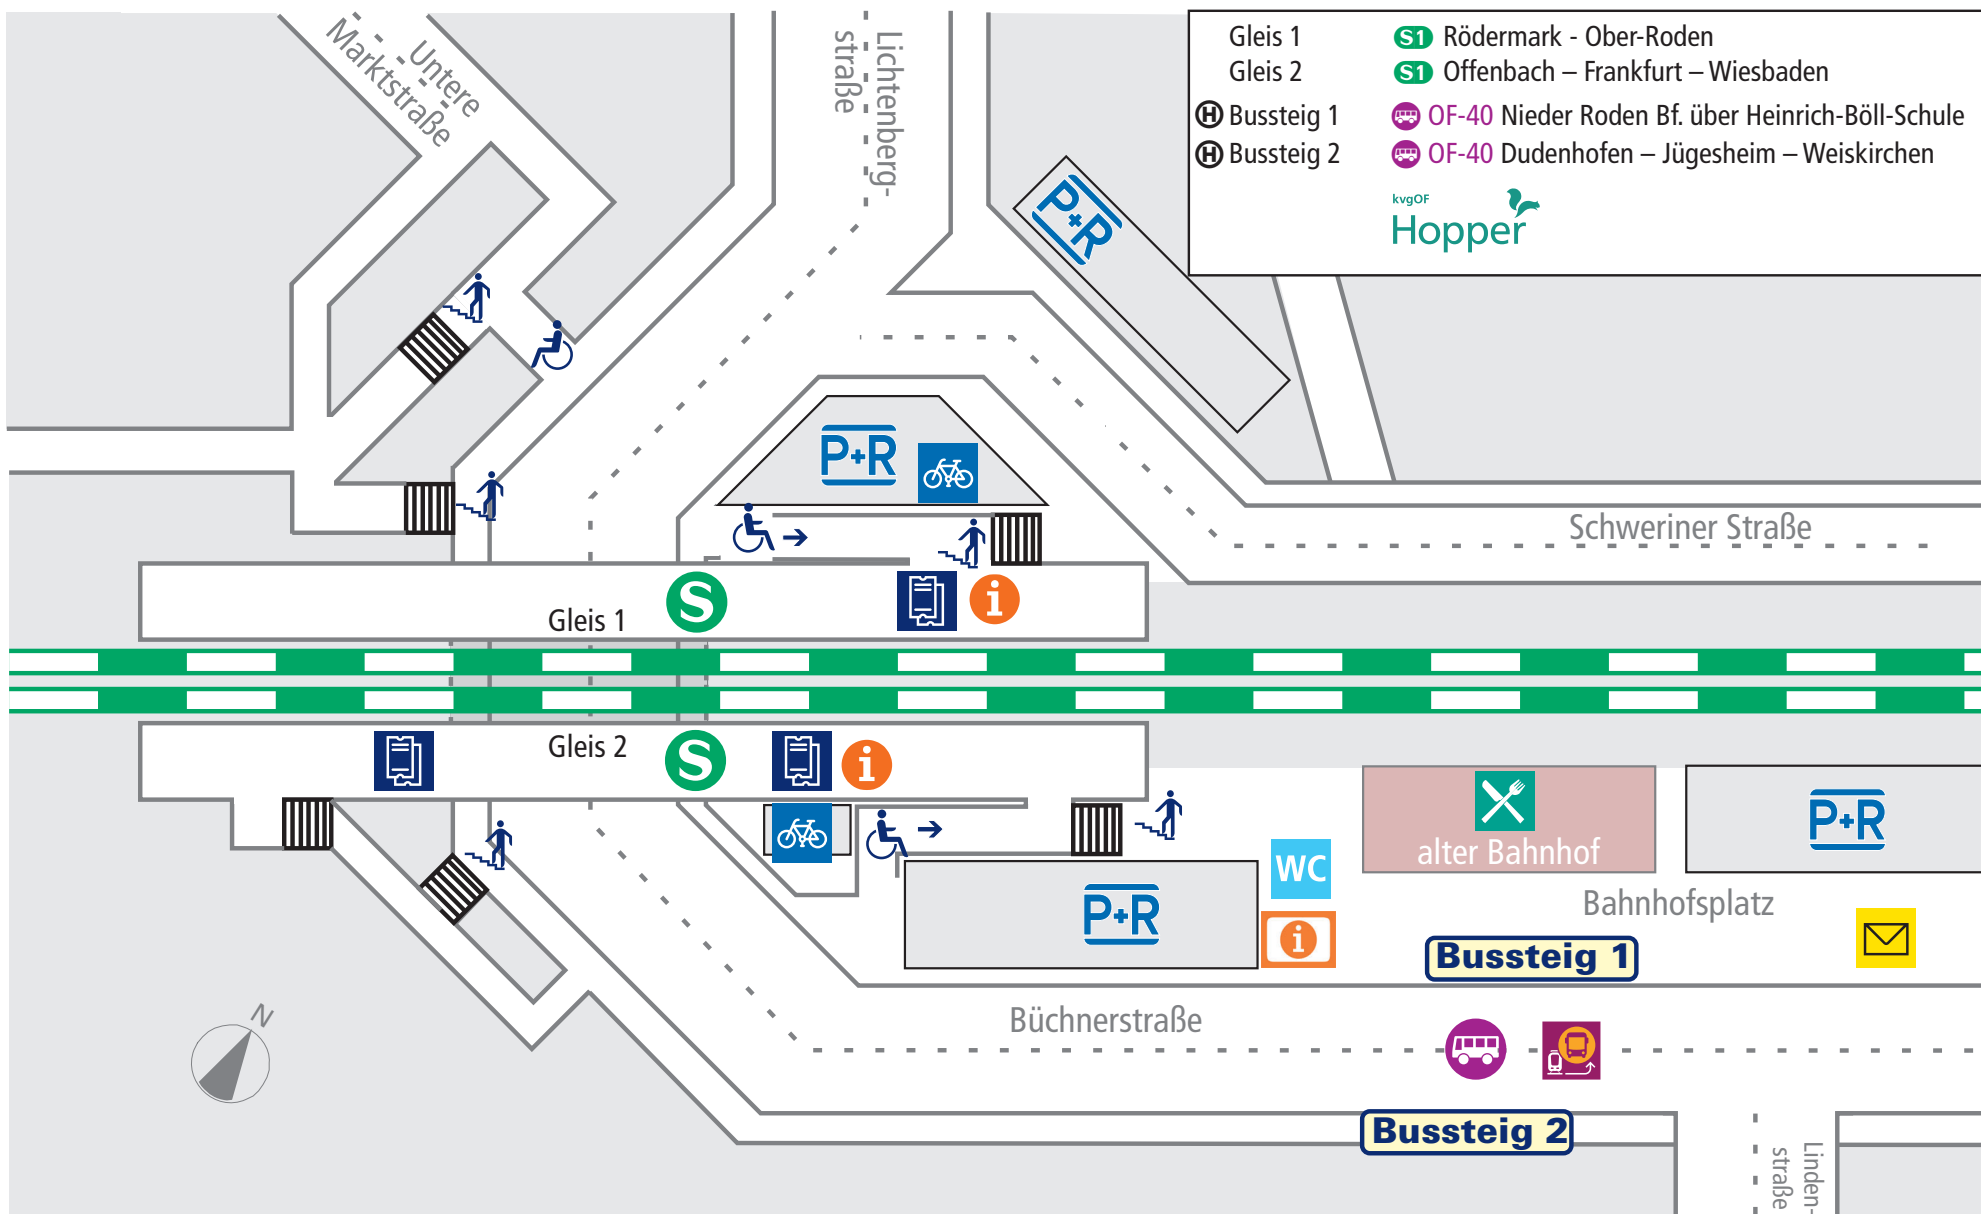 Gleis 1 S1 Rödermark - Ober-Roden
Gleis 2 S1 Offenbach – Frankfurt – Wiesbaden
H Bussteig 1 OF-40 Nieder Roden Bf. über Heinrich-Böll-Schule
H Bussteig 2 OF-40 Dudenhofen – Jügesheim – Weiskirchen
kvgOF
Hopper
Untere
Marktstraße
Lichtenberg-
straße
P+R
P+R
Schweriner Straße
Gleis 1
S
i
Gleis 2
S
i
alter Bahnhof
P+R
WC
P+R
i
Bahnhofsplatz
Bussteig 1
Büchnerstraße
N
Bussteig 2
Linden-
straße